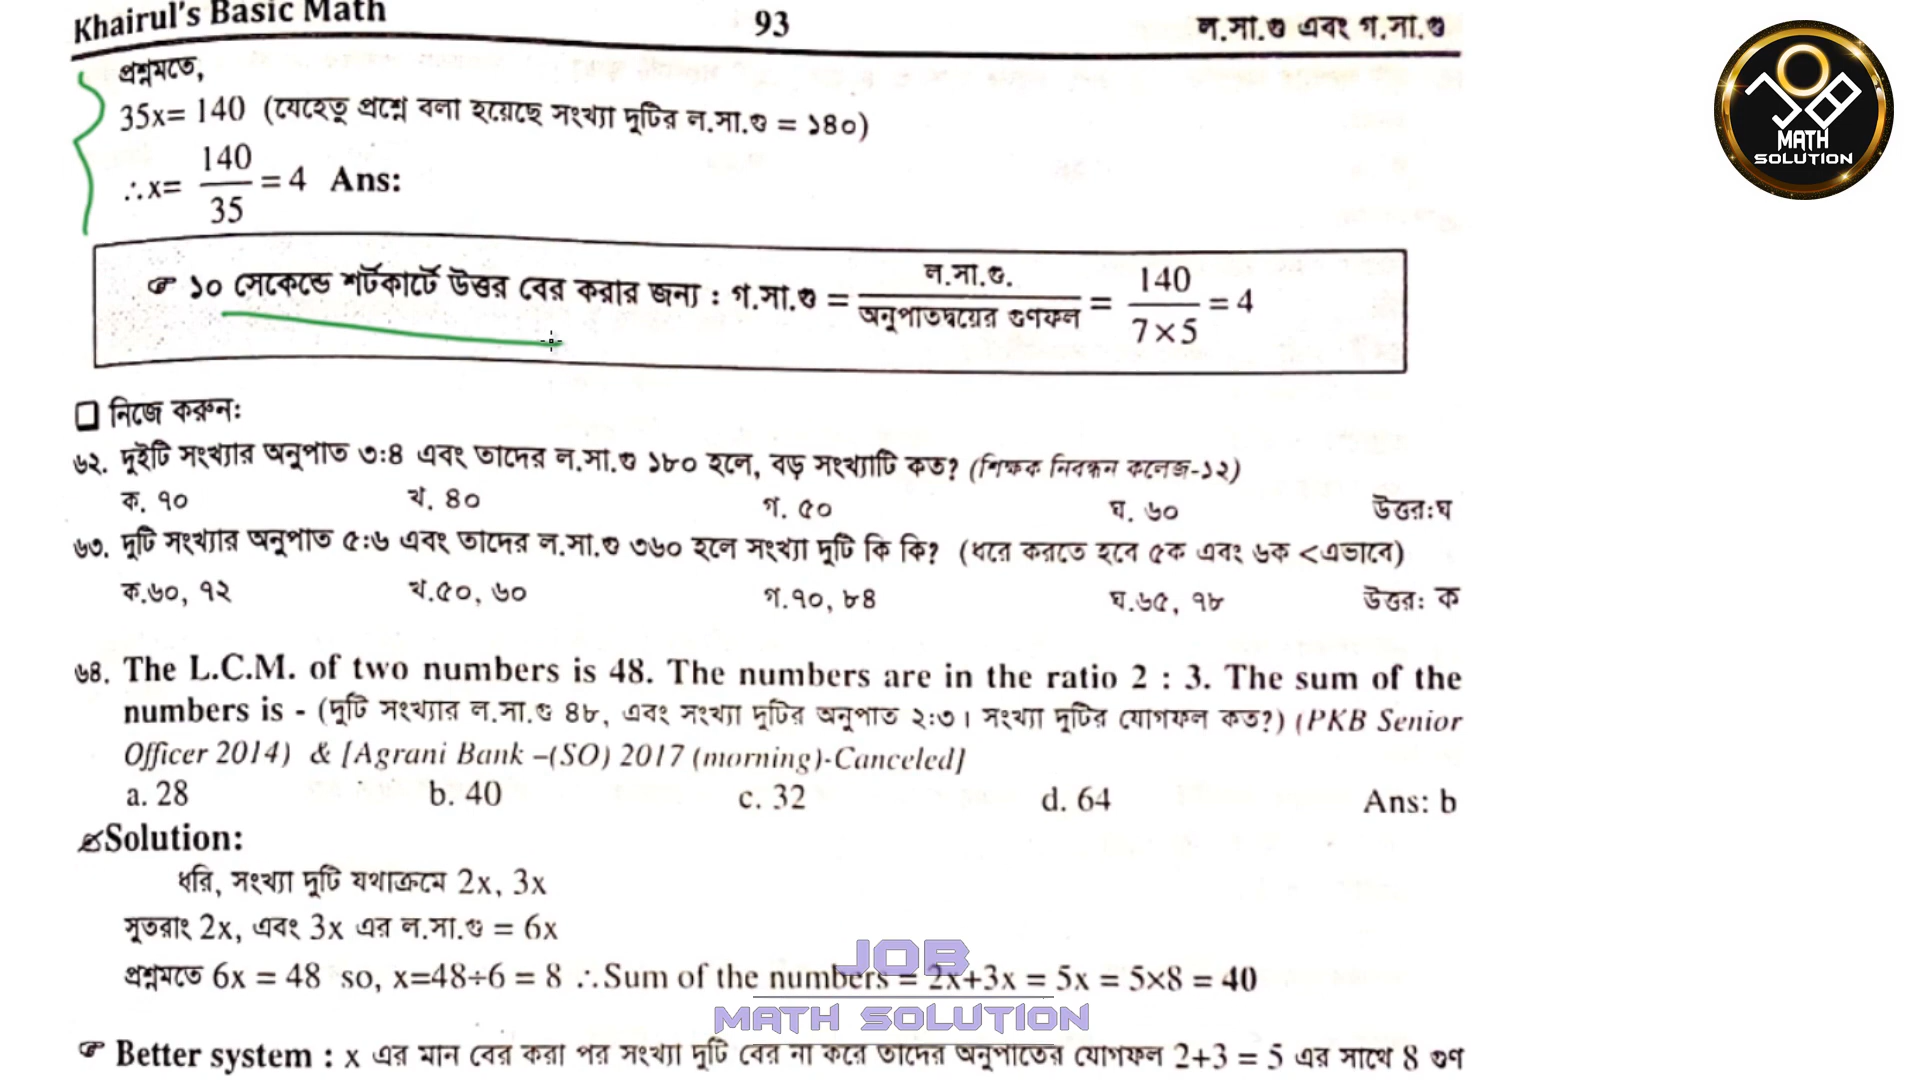 Khairul's Basic Math 93 ল.সা.গু এবং গ.সা.গু
প্রশ্নমতে,
35x= 140 (যেহেতু প্রশ্নে বলা হয়েছে সংখ্যা দুটির ল.সা.গু = ১৪০)
∴x= 140/35 = 4 Ans:
☞ ১০ সেকেন্ডে শর্টকার্টে উত্তর বের করার জন্য : গ.সা.গু = ল.সা.গু. / অনুপাতদ্বয়ের গুণফল = 140 / 7×5 = 4
❑ নিজে করুন:
৬২. দুইটি সংখ্যার অনুপাত ৩:৪ এবং তাদের ল.সা.গু ১৮০ হলে, বড় সংখ্যাটি কত? (শিক্ষক নিবন্ধন কলেজ-১২)
ক. ৭০ খ. ৪০ গ. ৫০ ঘ. ৬০ উত্তর:ঘ
৬৩. দুটি সংখ্যার অনুপাত ৫:৬ এবং তাদের ল.সা.গু ৩৬০ হলে সংখ্যা দুটি কি কি? (ধরে করতে হবে ৫ক এবং ৬ক <এভাবে)
ক.৬০, ৭২ খ.৫০, ৬০ গ.৭০, ৮৪ ঘ.৬৫, ৭৮ উত্তর: ক
৬৪. The L.C.M. of two numbers is 48. The numbers are in the ratio 2 : 3. The sum of the
numbers is - (দুটি সংখ্যার ল.সা.গু ৪৮, এবং সংখ্যা দুটির অনুপাত ২:৩। সংখ্যা দুটির যোগফল কত?) (PKB Senior
Officer 2014) & [Agrani Bank –(SO) 2017 (morning)-Canceled]
a. 28 b. 40 c. 32 d. 64 Ans: b
✍Solution:
ধরি, সংখ্যা দুটি যথাক্রমে 2x, 3x
সুতরাং 2x, এবং 3x এর ল.সা.গু = 6x
প্রশ্নমতে 6x = 48 so, x=48÷6 = 8 ∴Sum of the numbers = 2x+3x = 5x = 5×8 = 40
☞ Better system : x এর মান বের করা পর সংখ্যা দুটি বের না করে তাদের অনুপাতের যোগফল 2+3 = 5 এর সাথে 8 গুণ
JOB
MATH SOLUTION
JOB
MATH
SOLUTION